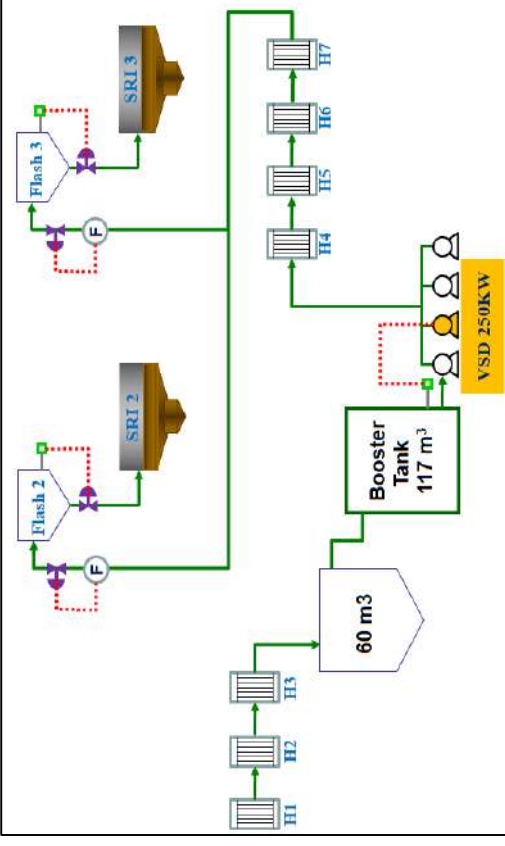 Flash 2
Flash 3
F
F
SRI 2
SRI 3
H1
H2
H3
H4
H5
H6
H7
60 m3
Booster
Tank
117 m³
VSD 250KW